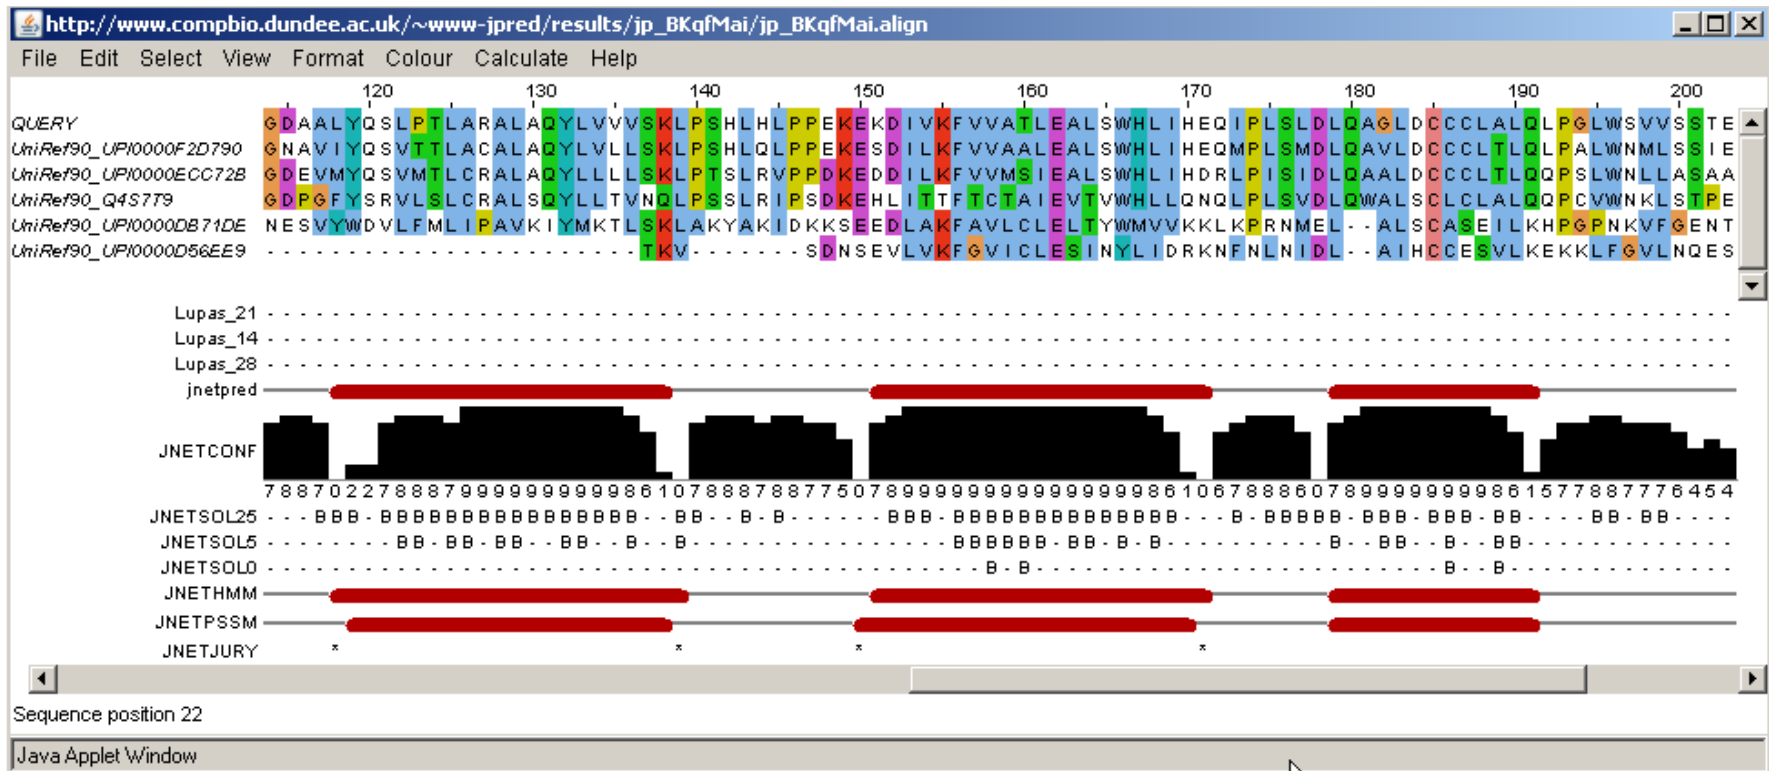 http://www.compbio.dundee.ac.uk/~www-jpred/results/jp_BKqfMai/jp_BKqfMai.align
File Edit Select View Format Colour Calculate Help
120 130 140 150 160 170 180 190 200
QUERY GDAALYQSLPTLARALAQYLVVVSKLPSHLHLPPEKEKDIVKFVVATLEALSWHLIHEQIPLSLDLQAGLDCCCLALQLPGLWSVVSSTE
UniRef90_UPI0000F2D790 GNAVIYQSVTTLACALAQYLVLLSKLPSHLQLPPEKESDILKFVVAALEALSWHLIHEQMPLSMDLQAVLDCCCLTLQLPALWNMLSSIE
UniRef90_UPI0000ECC72B GDEVMYQSVMTLCRALAQYLLLLSKLPTSLRVPPDKEDDILKFVVMSIEALSWHLIHDRLPISIDLQAALDCCCLTLQQPSLWNLLASAA
UniRef90_Q4S7T9 GDPGFYSRVLSLCRALSQYLLTVNQLPSSLRIPSDKEHLITTFTCTAIEVTVWHLLQNQLPLSVDLQWALSCLCLALQQPCVWNKLSTPE
UniRef90_UPI0000DB71DE NESVYWDVLFMLIPAVKIYMKTLSKLAKYAKIDKKSEEDLAKFAVLCLELTYWMVVKKLKPRNMEL--ALSCASEILKHPGPNKVFGENT
UniRef90_UPI0000D56EE9 -----------------------TKV-------SDNSEVLVKFGVICLESINYLIDRKNFNLNIDL--AIHCCESVLKEKKLFGVLNQES
Lupas_21 ------------------------------------------------------------------------------------------
Lupas_14 ------------------------------------------------------------------------------------------
Lupas_28 ------------------------------------------------------------------------------------------
jnetpred
JNETCONF
788702278887999999999986107888788775078999999999999999861067888607899999999861577887776454
JNETSOL25 ---BBB-BBBBBBBBBBBBBBBB--BB--B-B------BBB-BBBBBBBBBBBBBB---B-BBBBB-BBB-BBB-BB----BB-BB----
JNETSOL5 --------BB-BB-BB--BB--B--B----------------BBBBBB-BB-B-B----------B--BB--B--BB-------------
JNETSOL0 --------------------------------------------B-B-------------------------B--B--------------
JNETHMM
JNETPSSM
JNETJURY * * * *
Sequence position 22
Java Applet Window